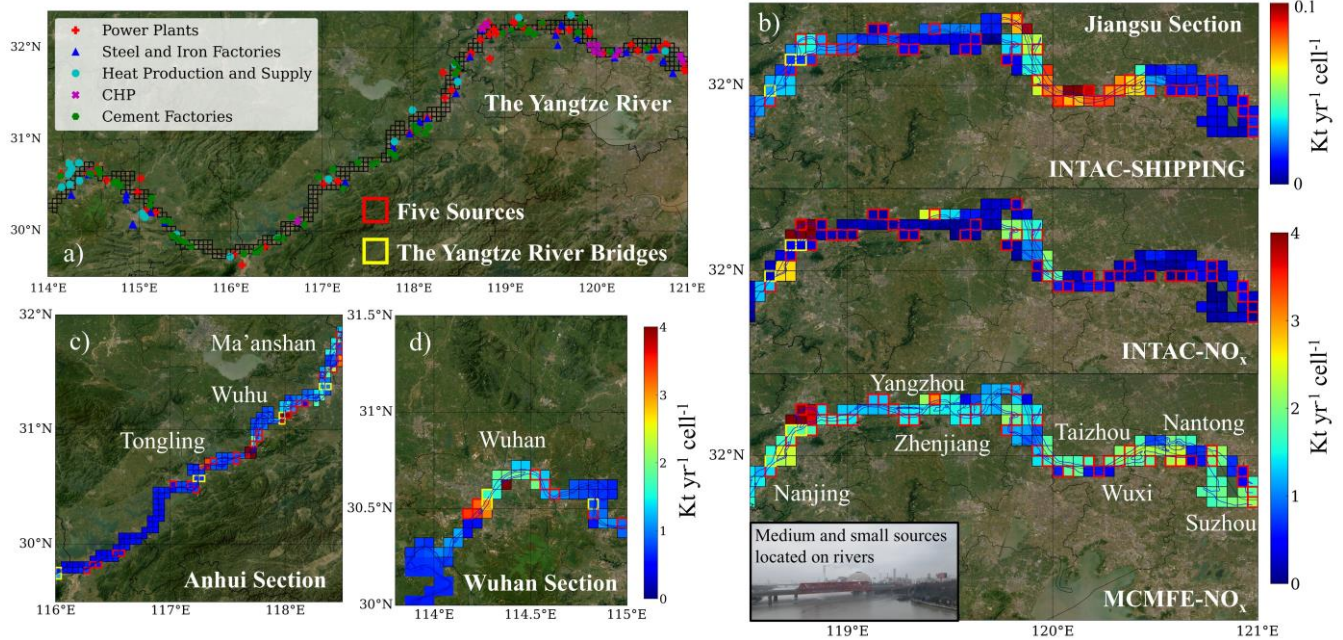 Power Plants
Steel and Iron Factories
Heat Production and Supply
CHP
Cement Factories
The Yangtze River
Five Sources
The Yangtze River Bridges
a)
32°N
31°N
30°N
114°E 115°E 116°E 117°E 118°E 119°E 120°E 121°E
b)
Jiangsu Section
32°N
INTAC-SHIPPING
0.1
0
Kt yr⁻¹ cell⁻¹
32°N
INTAC-NOₓ
Yangzhou
Nantong
Zhenjiang
Taizhou
32°N
Nanjing
Wuxi
Suzhou
Medium and small sources
located on rivers
MCMFE-NOₓ
119°E 120°E 121°E
4
3
2
1
0
Kt yr⁻¹ cell⁻¹
c)
32°N
31°N
30°N
Ma'anshan
Wuhu
Tongling
Anhui Section
116°E 117°E 118°E
d)
31.5°N
31°N
30.5°N
30°N
Wuhan
Wuhan Section
114°E 114.5°E 115°E
4
3
2
1
0
Kt yr⁻¹ cell⁻¹